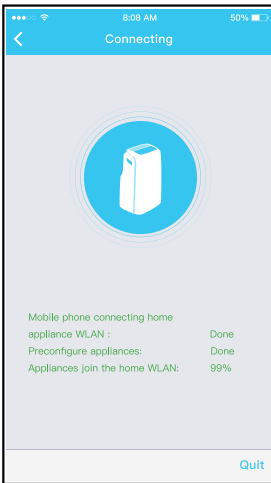 8:08 AM 50%
Connecting
Mobile phone connecting home
appliance WLAN : Done
Preconfigure appliances: Done
Appliances join the home WLAN: 99%
Quit